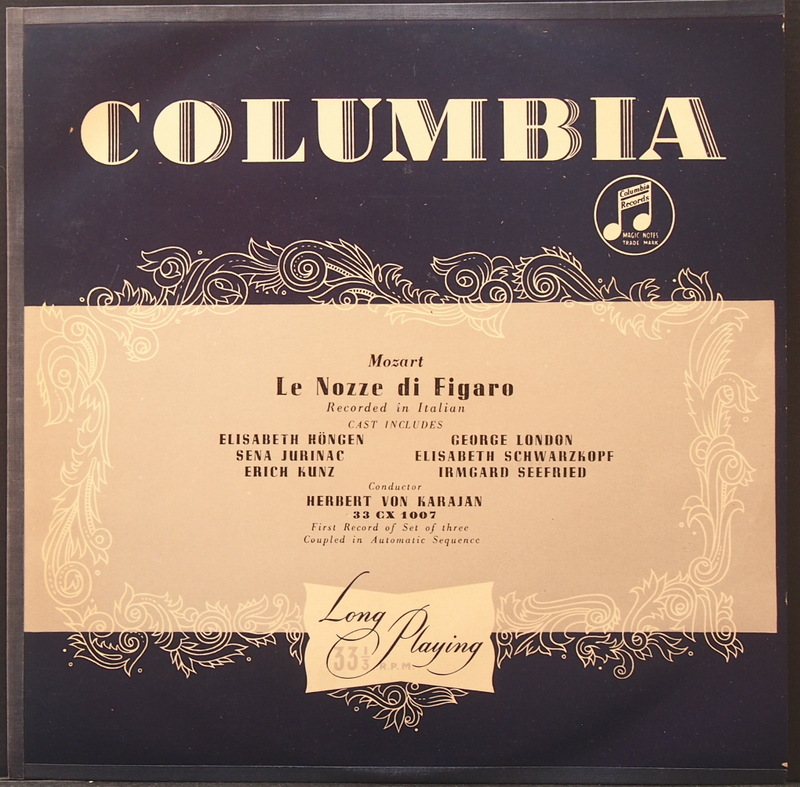 COLUMBIA
Columbia
Records
MAGIC NOTES
TRADE MARK
Mozart
Le Nozze di Figaro
Recorded in Italian
CAST INCLUDES
ELISABETH HÖNGEN GEORGE LONDON
SENA JURINAC ELISABETH SCHWARZKOPF
ERICH KUNZ IRMGARD SEEFRIED
Conductor
HERBERT VON KARAJAN
33 CX 1007
First Record of Set of three
Coupled in Automatic Sequence
Long Playing
33 1/3 R.P.M.